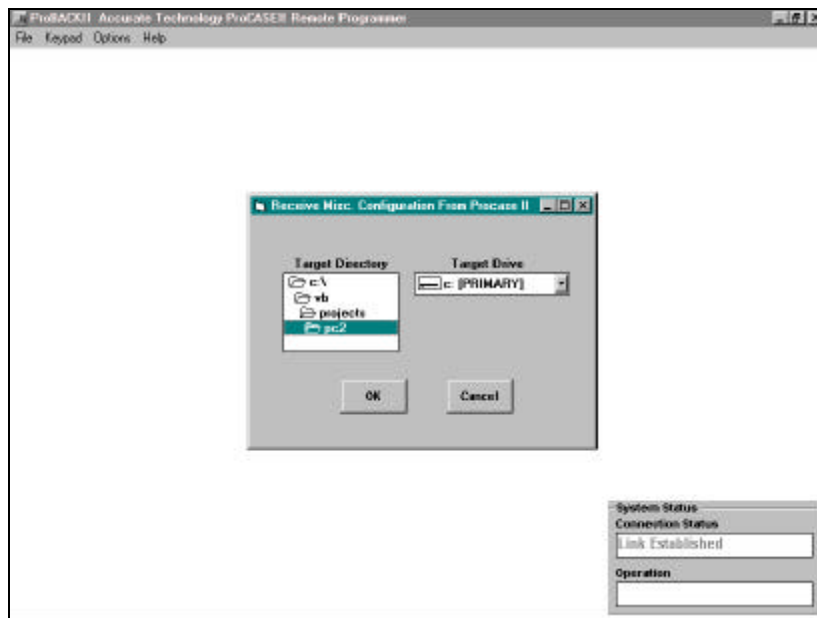 ProBACKII Accurate Technology ProCASEII Remote Programmer
File Keypad Options Help
Receive Misc. Configuration From Procase II
Target Directory
Target Drive
c:\
vb
projects
pc2
c: [PRIMARY]
OK
Cancel
System Status
Connection Status
Link Established
Operation